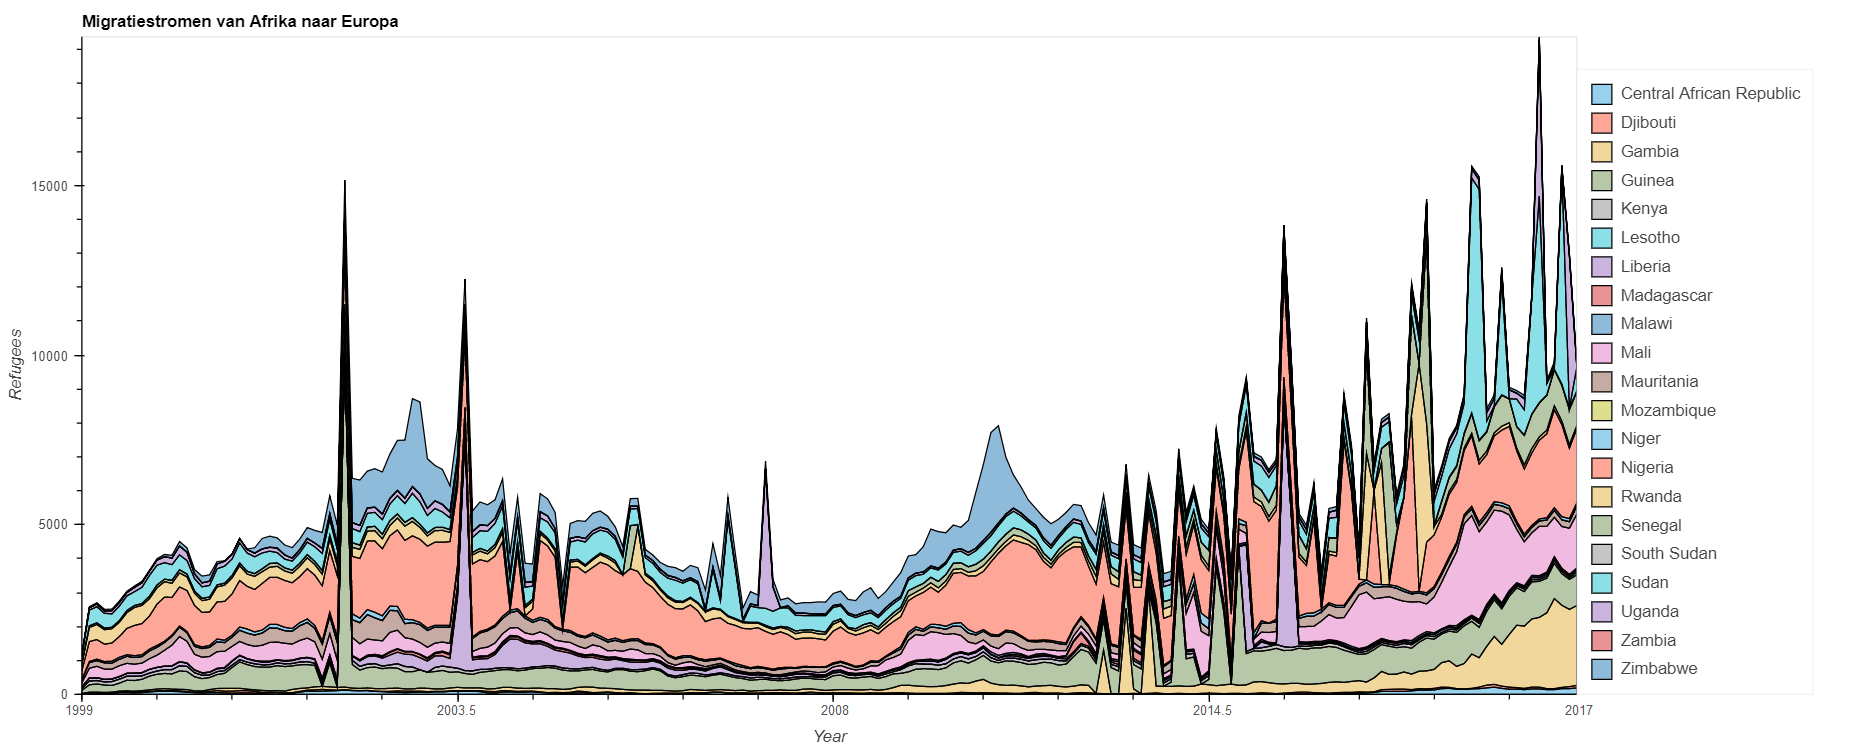 Migratiestromen van Afrika naar Europa
Refugees
15000
10000
5000
0
1999
2003.5
2008
2014.5
2017
Year
Central African Republic
Djibouti
Gambia
Guinea
Kenya
Lesotho
Liberia
Madagascar
Malawi
Mali
Mauritania
Mozambique
Niger
Nigeria
Rwanda
Senegal
South Sudan
Sudan
Uganda
Zambia
Zimbabwe